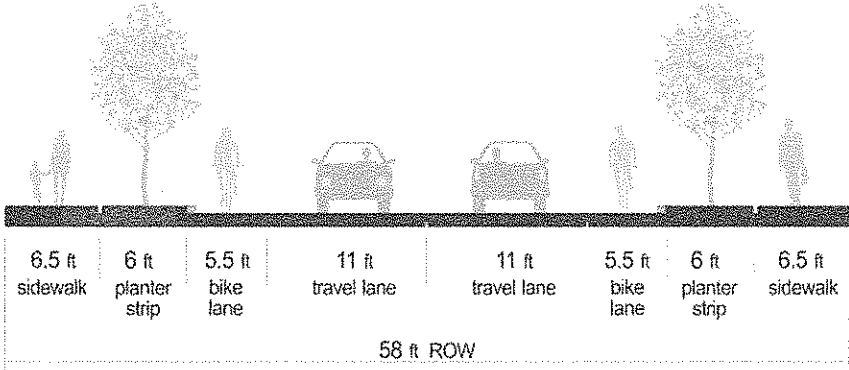 6.5 ft 6 ft 5.5 ft 11 ft 11 ft 5.5 ft 6 ft 6.5 ft
sidewalk planter bike travel lane travel lane bike planter sidewalk
strip lane lane strip
58 ft ROW